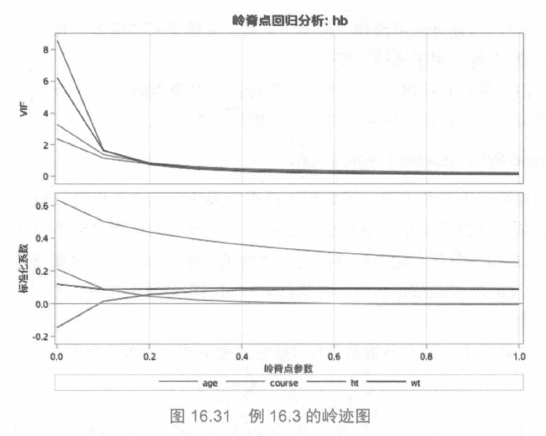 岭脊点回归分析: hb
8
6
4
2
0
VIF
0.6
0.4
0.2
0.0
-0.2
标准化系数
0.0 0.2 0.4 0.6 0.8 1.0
岭脊点参数
age course ht wt
图 16.31 例 16.3 的岭迹图